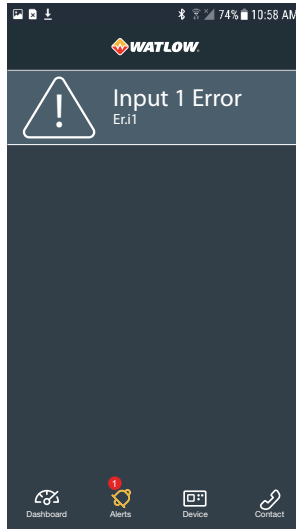 74% 10:58 AM
WATLOW.
Input 1 Error
Er.i1
1
Dashboard
Alerts
Device
Contact